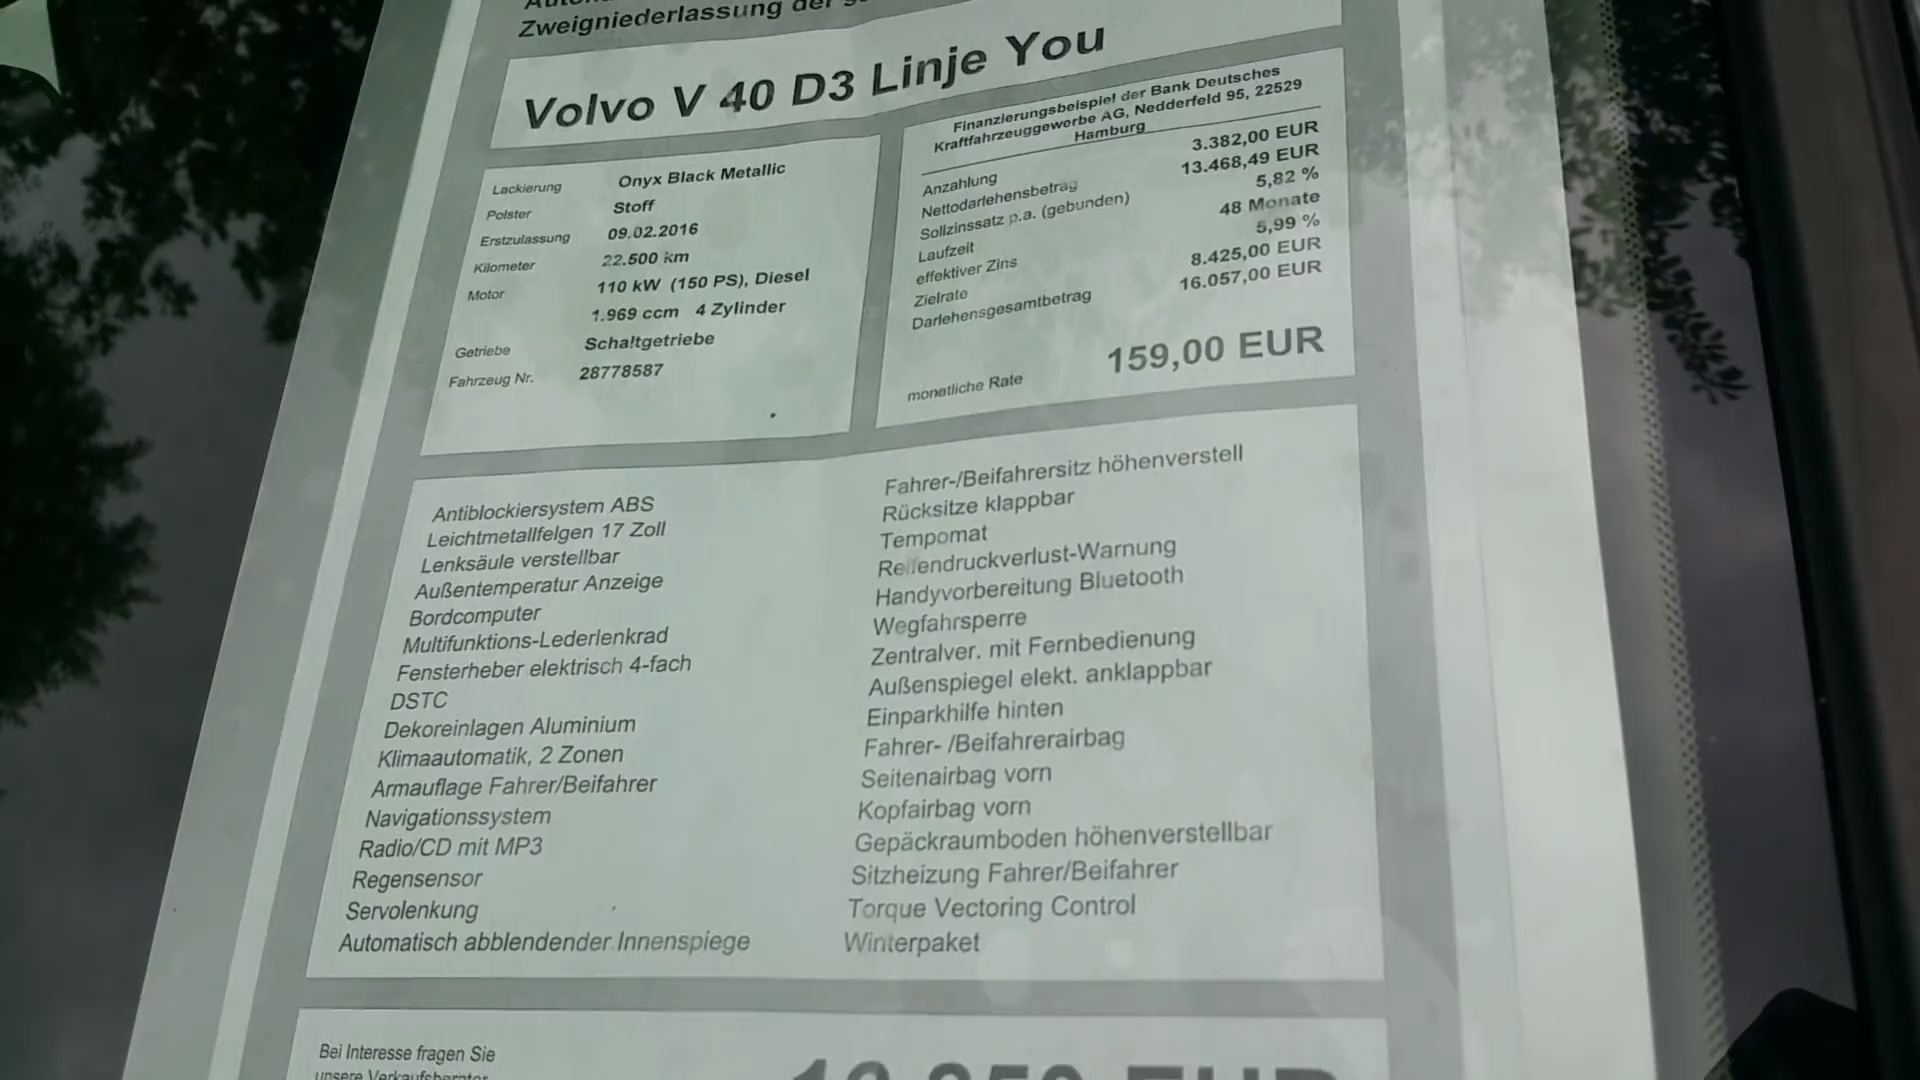 Zweigniederlassung der
Volvo V 40 D3 Linje You
Lackierung Onyx Black Metallic
Polster Stoff
Erstzulassung 09.02.2016
Kilometer 22.500 km
Motor 110 kW (150 PS), Diesel
1.969 ccm 4 Zylinder
Getriebe Schaltgetriebe
Fahrzeug Nr. 28778587
Finanzierungsbeispiel der Bank Deutsches
Kraftfahrzeuggewerbe AG, Nedderfeld 95, 22529
Hamburg
Anzahlung 3.382,00 EUR
Nettodarlehensbetrag 13.468,49 EUR
Sollzinssatz p.a. (gebunden) 5,82 %
Laufzeit 48 Monate
effektiver Zins 5,99 %
Zielrate 8.425,00 EUR
Darlehensgesamtbetrag 16.057,00 EUR
monatliche Rate 159,00 EUR
Antiblockiersystem ABS
Leichtmetallfelgen 17 Zoll
Lenksäule verstellbar
Außentemperatur Anzeige
Bordcomputer
Multifunktions-Lederlenkrad
Fensterheber elektrisch 4-fach
DSTC
Dekoreinlagen Aluminium
Klimaautomatik, 2 Zonen
Armauflage Fahrer/Beifahrer
Navigationssystem
Radio/CD mit MP3
Regensensor
Servolenkung
Automatisch abblendender Innenspiege
Fahrer-/Beifahrersitz höhenverstell
Rücksitze klappbar
Tempomat
Reifendruckverlust-Warnung
Handyvorbereitung Bluetooth
Wegfahrsperre
Zentralver. mit Fernbedienung
Außenspiegel elekt. anklappbar
Einparkhilfe hinten
Fahrer- /Beifahrerairbag
Seitenairbag vorn
Kopfairbag vorn
Gepäckraumboden höhenverstellbar
Sitzheizung Fahrer/Beifahrer
Torque Vectoring Control
Winterpaket
Bei Interesse fragen Sie
unsere Verkaufsberater
EUR